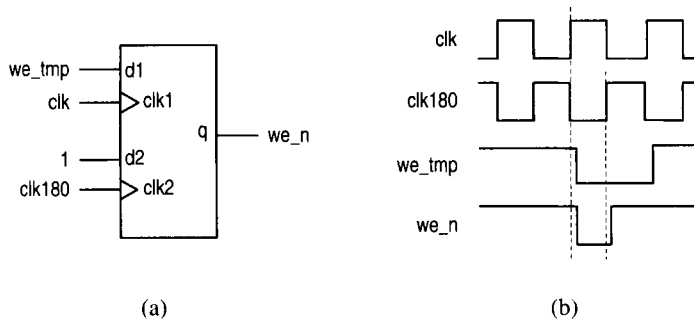 we_tmp
d1
clk
clk1
q
we_n
1
d2
clk180
clk2
(a)
clk
clk180
we_tmp
we_n
(b)